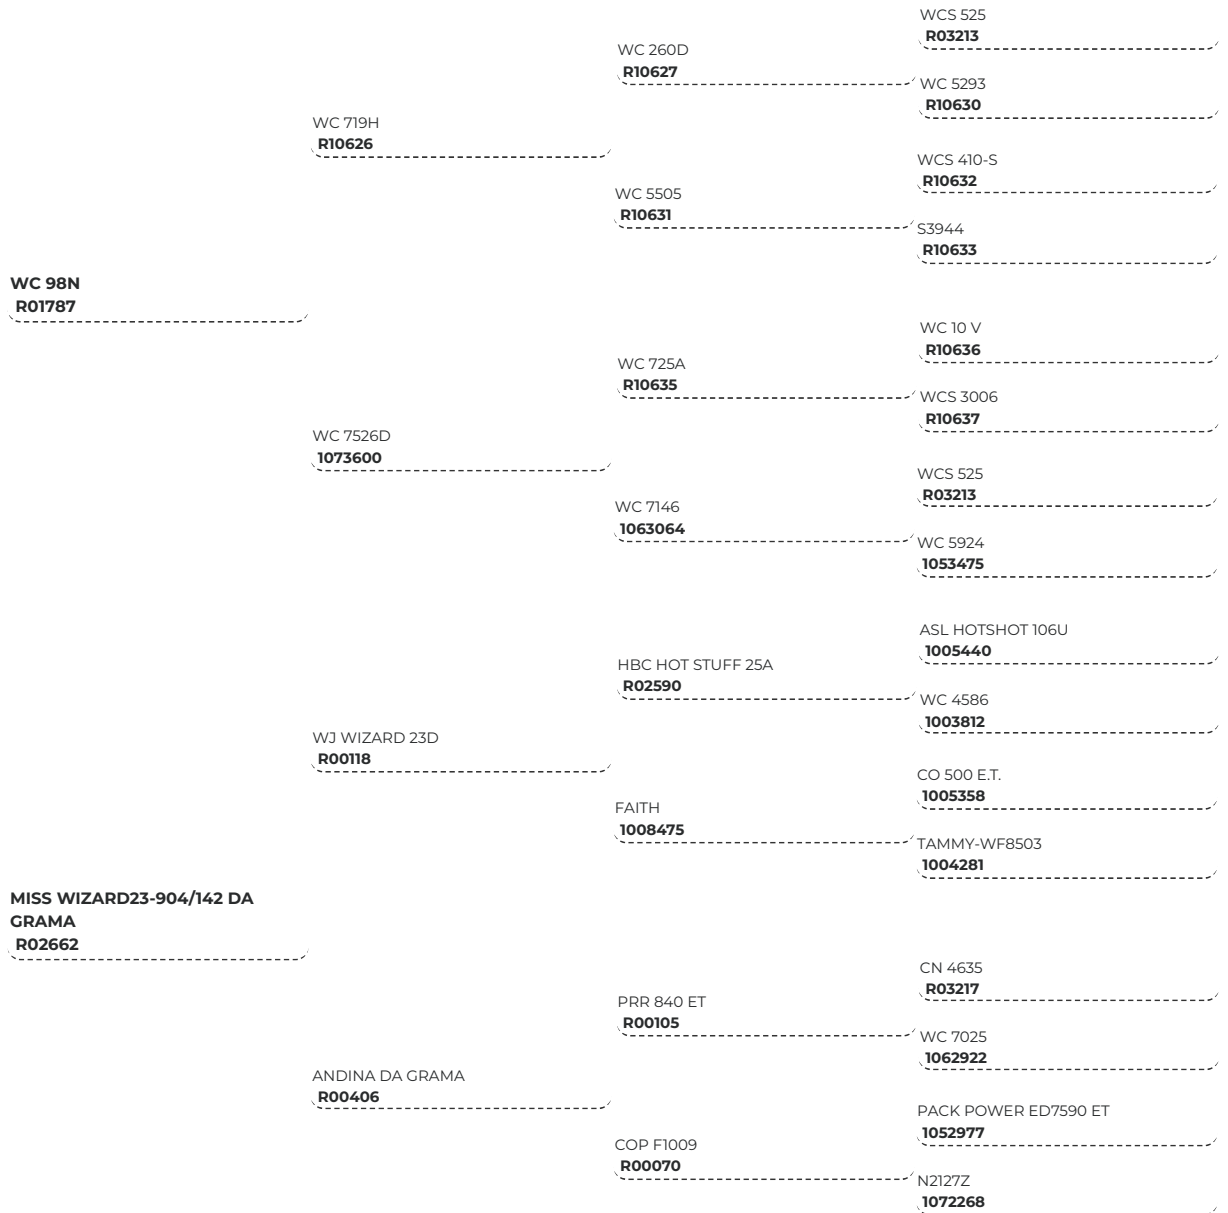 WCS 525
R03213
WC 260D
R10627
WC 5293
R10630
WC 719H
R10626
WCS 410-S
R10632
WC 5505
R10631
S3944
R10633
WC 98N
R01787
WC 10 V
R10636
WC 725A
R10635
WCS 3006
R10637
WC 7526D
1073600
WCS 525
R03213
WC 7146
1063064
WC 5924
1053475
ASL HOTSHOT 106U
1005440
HBC HOT STUFF 25A
R02590
WC 4586
1003812
WJ WIZARD 23D
R00118
CO 500 E.T.
1005358
FAITH
1008475
TAMMY-WF8503
1004281
MISS WIZARD23-904/142 DA
GRAMA
R02662
CN 4635
R03217
PRR 840 ET
R00105
WC 7025
1062922
ANDINA DA GRAMA
R00406
PACK POWER ED7590 ET
1052977
COP F1009
R00070
N2127Z
1072268